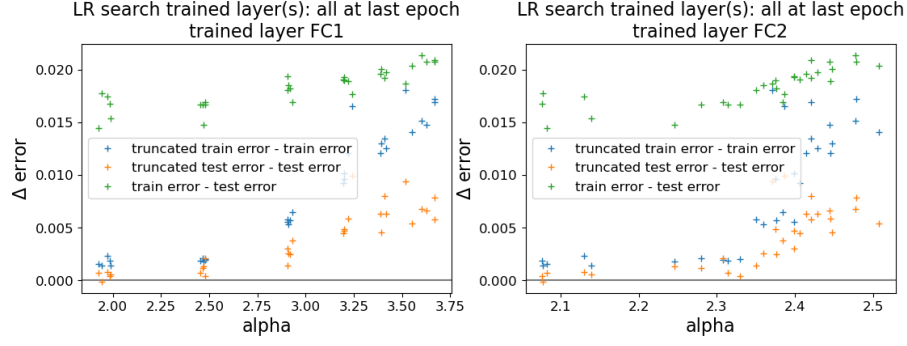 LR search trained layer(s): all at last epoch
trained layer FC1
Δ error
0.020
0.015
0.010
0.005
0.000
truncated train error - train error
truncated test error - test error
train error - test error
2.00 2.25 2.50 2.75 3.00 3.25 3.50 3.75
alpha
LR search trained layer(s): all at last epoch
trained layer FC2
Δ error
0.020
0.015
0.010
0.005
0.000
truncated train error - train error
truncated test error - test error
train error - test error
2.1 2.2 2.3 2.4 2.5
alpha